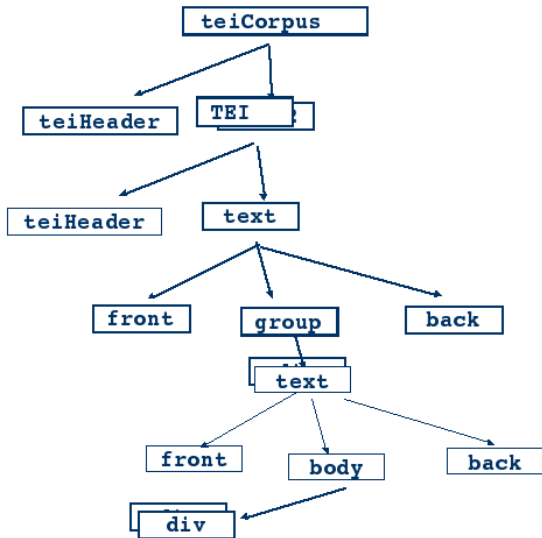 teiCorpus
teiHeader
TEI
teiHeader
text
front
group
back
text
front
body
back
div